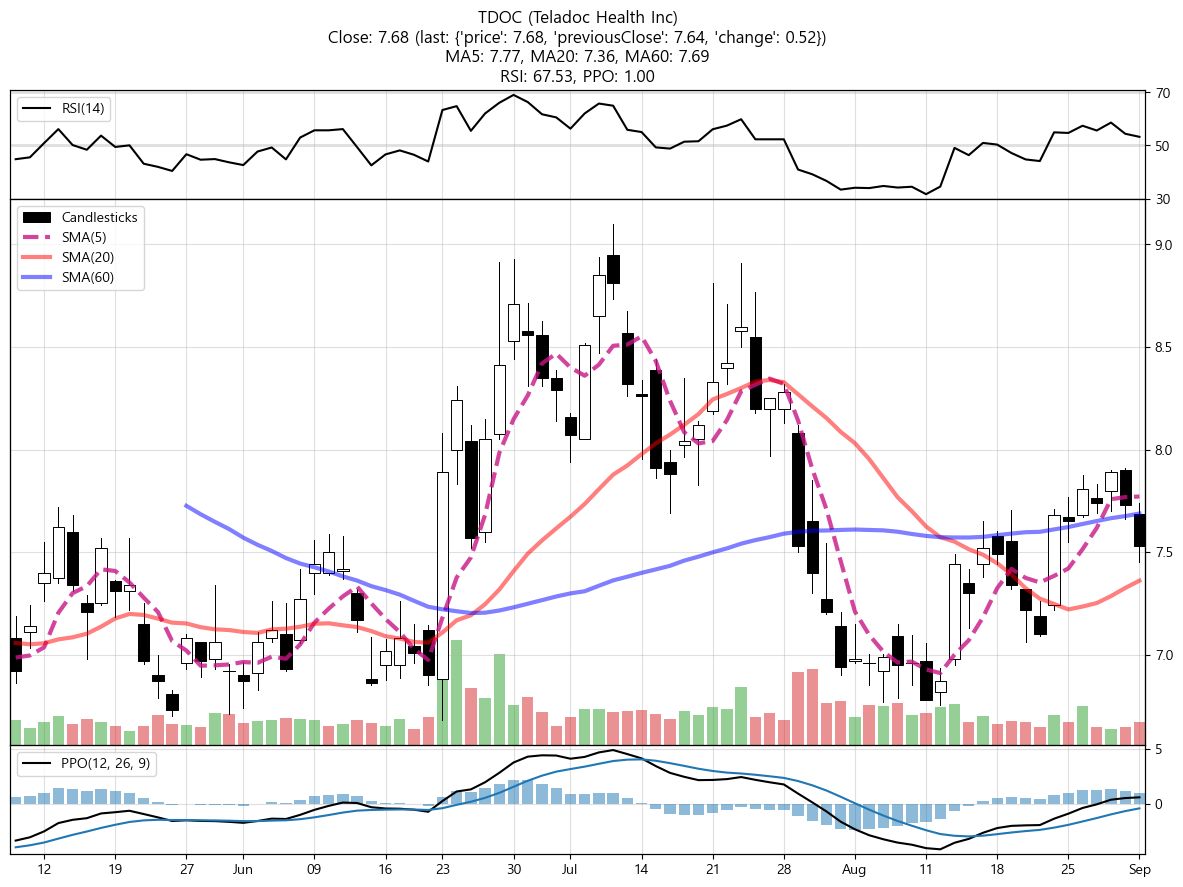 TDOC (Teladoc Health Inc)
Close: 7.68 (last: {'price': 7.68, 'previousClose': 7.64, 'change': 0.52})
MA5: 7.77, MA20: 7.36, MA60: 7.69
RSI: 67.53, PPO: 1.00
RSI(14)
70
50
30
Candlesticks
SMA(5)
SMA(20)
SMA(60)
9.0
8.5
8.0
7.5
7.0
PPO(12, 26, 9)
5
0
12 19 27 Jun 09 16 23 30 Jul 14 21 28 Aug 11 18 25 Sep